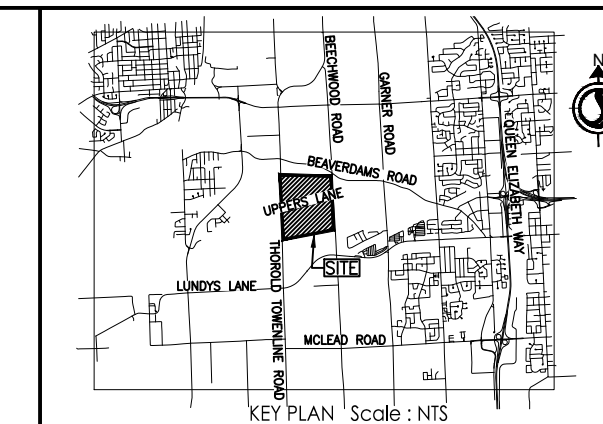 BEECHWOOD ROAD
GARNER ROAD
N
QUEEN ELIZABETH WAY
BEAVERDAMS ROAD
UPPERS LANE
THOROLD TOWENLINE ROAD
SITE
LUNDYS LANE
MCLEAD ROAD
KEY PLAN Scale : NTS